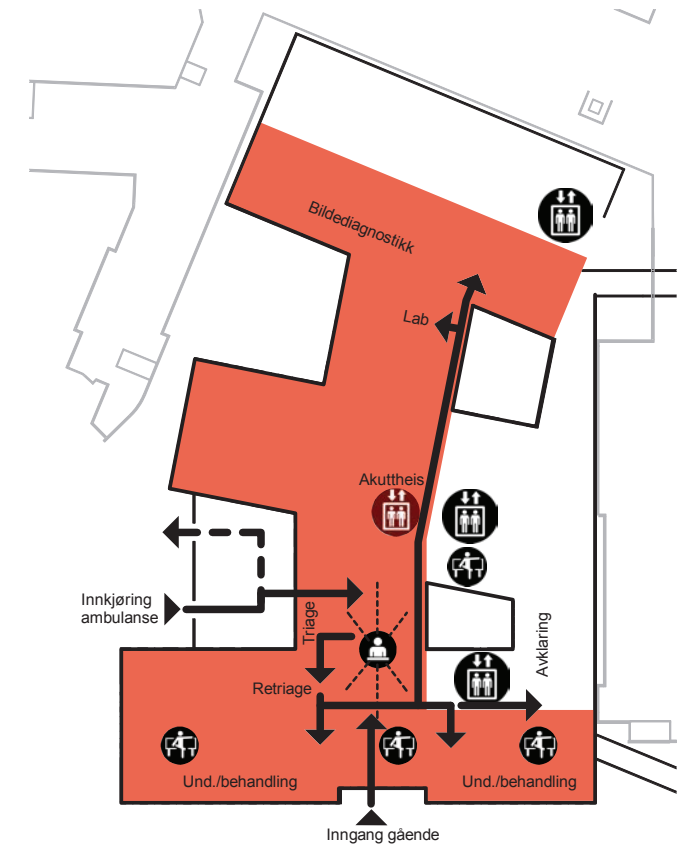 Bildediagnostikk
Lab
Akuttheis
Innkjøring
ambulanse
Triage
Avklaring
Retriage
Und./behandling
Und./behandling
Inngang gående